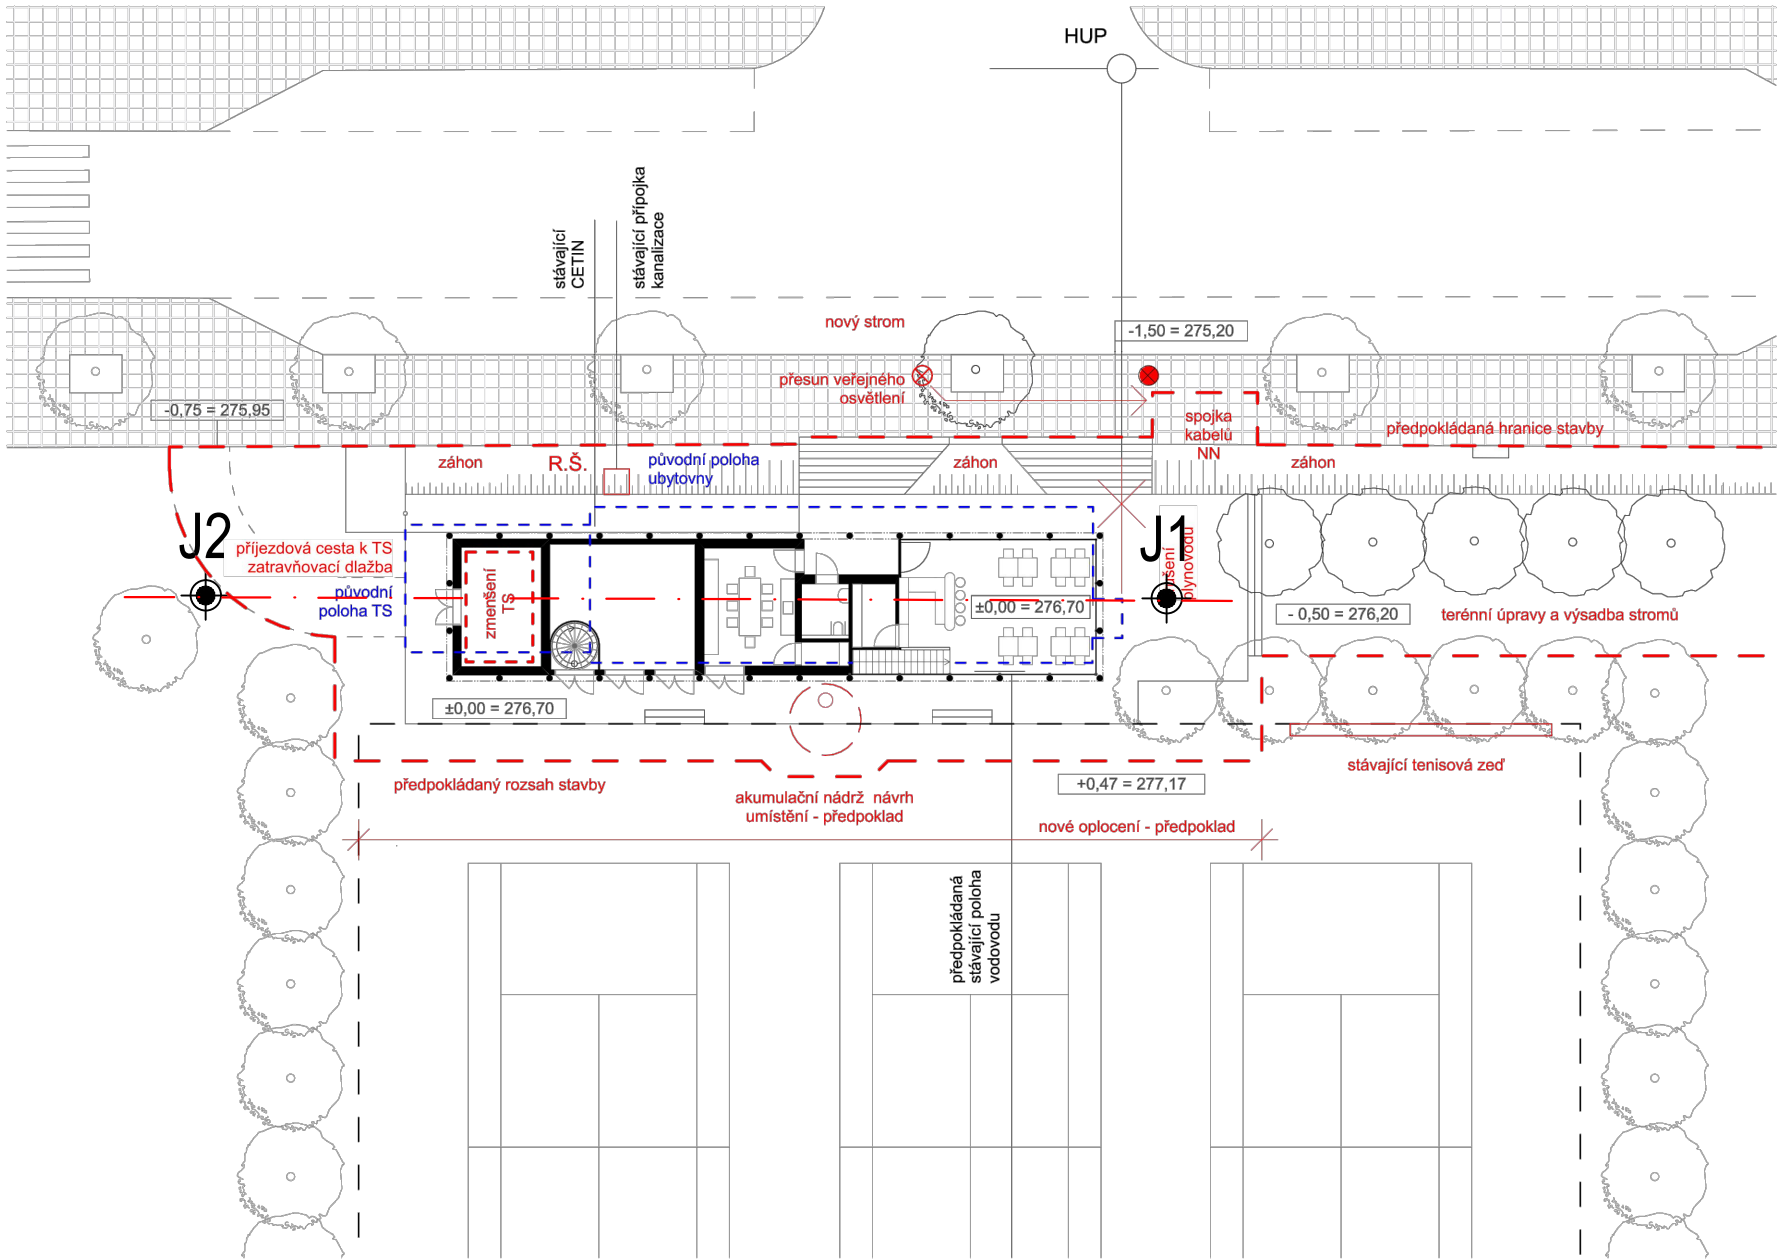 HUP
stávající
CETIN
stávající přípojka
kanalizace
nový strom
-1,50 = 275,20
přesun veřejného
osvětlení
-0,75 = 275,95
spojka
kabelů
NN
předpokládaná hranice stavby
záhon
R.Š.
původní poloha
ubytovny
záhon
záhon
J2
příjezdová cesta k TS
zatravňovací dlažba
původní
poloha TS
zmenšení
TS
±0,00 = 276,70
J1
plynovodu
- 0,50 = 276,20
terénní úpravy a výsadba stromů
±0,00 = 276,70
předpokládaný rozsah stavby
akumulační nádrž návrh
umístění - předpoklad
+0,47 = 277,17
stávající tenisová zeď
nové oplocení - předpoklad
předpokládaná
stávající poloha
vodovodu